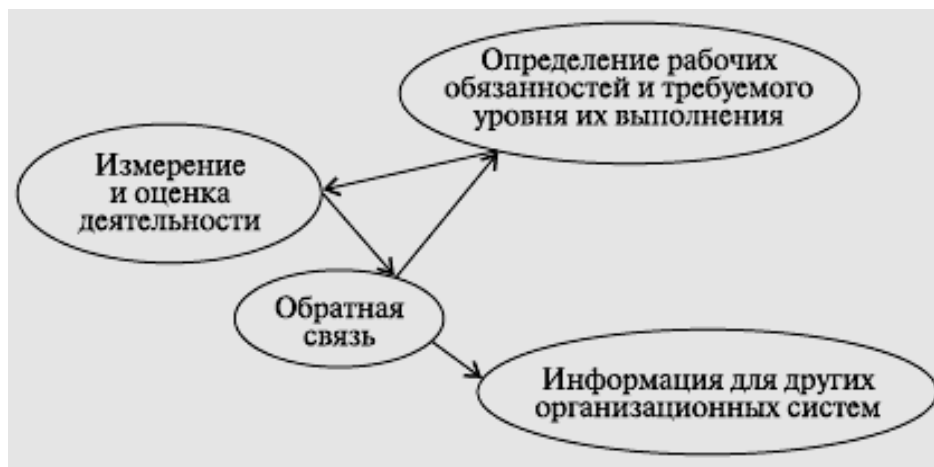 Определение рабочих
обязанностей и требуемого
уровня их выполнения
Измерение
и оценка
деятельности
Обратная
связь
Информация для других
организационных систем